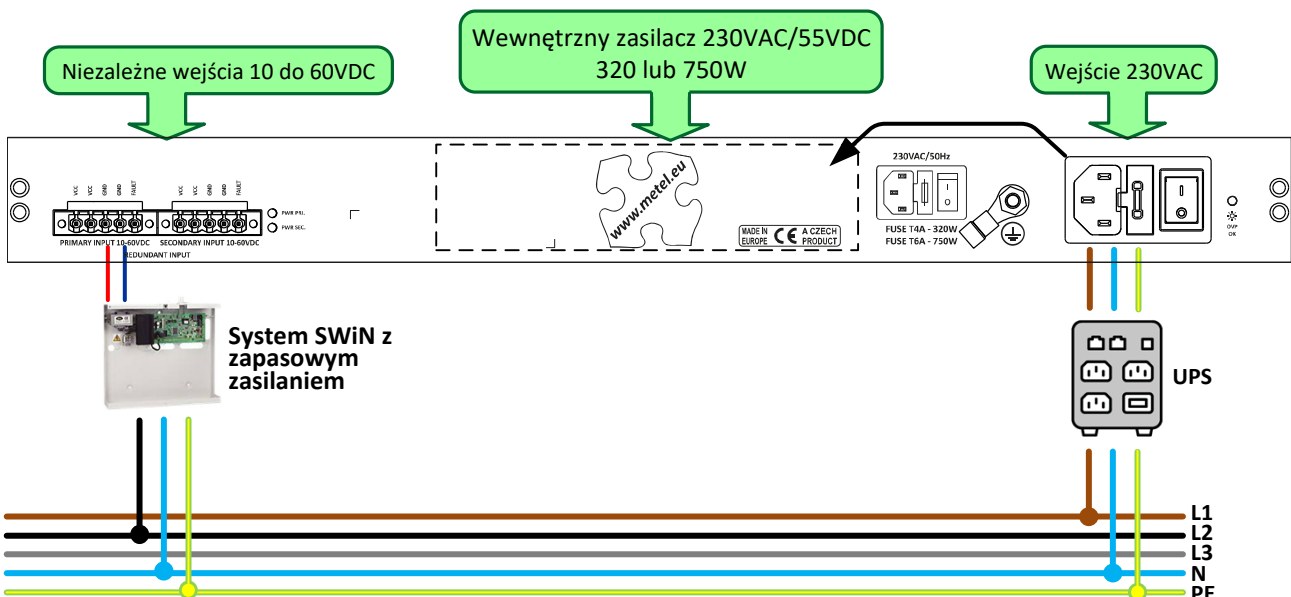 Niezależne wejścia 10 do 60VDC
Wewnętrzny zasilacz 230VAC/55VDC
320 lub 750W
Wejście 230VAC
VCC
VCC
GND
GND
FAULT
VCC
VCC
GND
GND
FAULT
PWR PRI.
PWR SEC.
PRIMARY INPUT 10-60VDC
SECONDARY INPUT 10-60VDC
REDUNDANT INPUT
www.metel.eu
MADE IN
EUROPE
CE
A CZECH
PRODUCT
230VAC/50Hz
FUSE T4A - 320W
FUSE T6A - 750W
OVP
OK
System SWiN z
zapasowym
zasilaniem
UPS
L1
L2
L3
N
PE